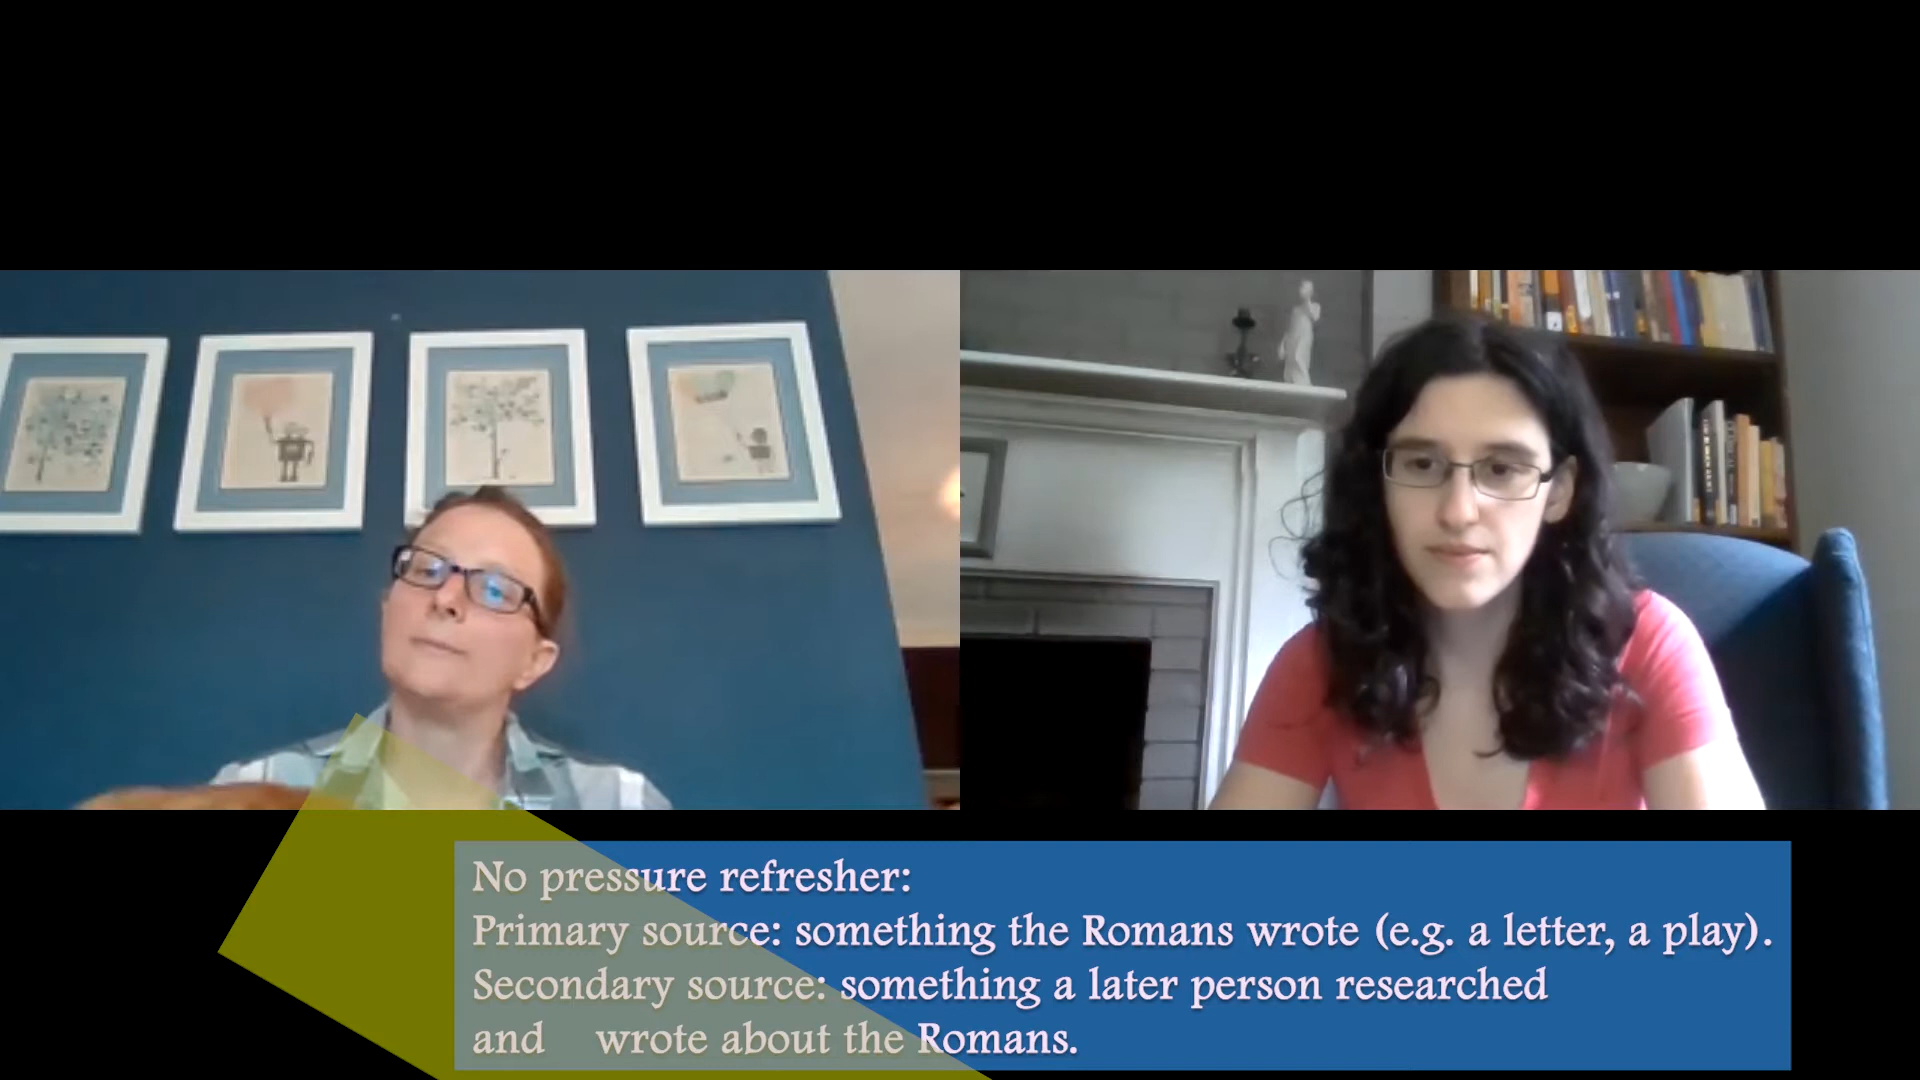 No pressure refresher:
Primary source: something the Romans wrote (e.g. a letter, a play).
Secondary source: something a later person researched
and wrote about the Romans.